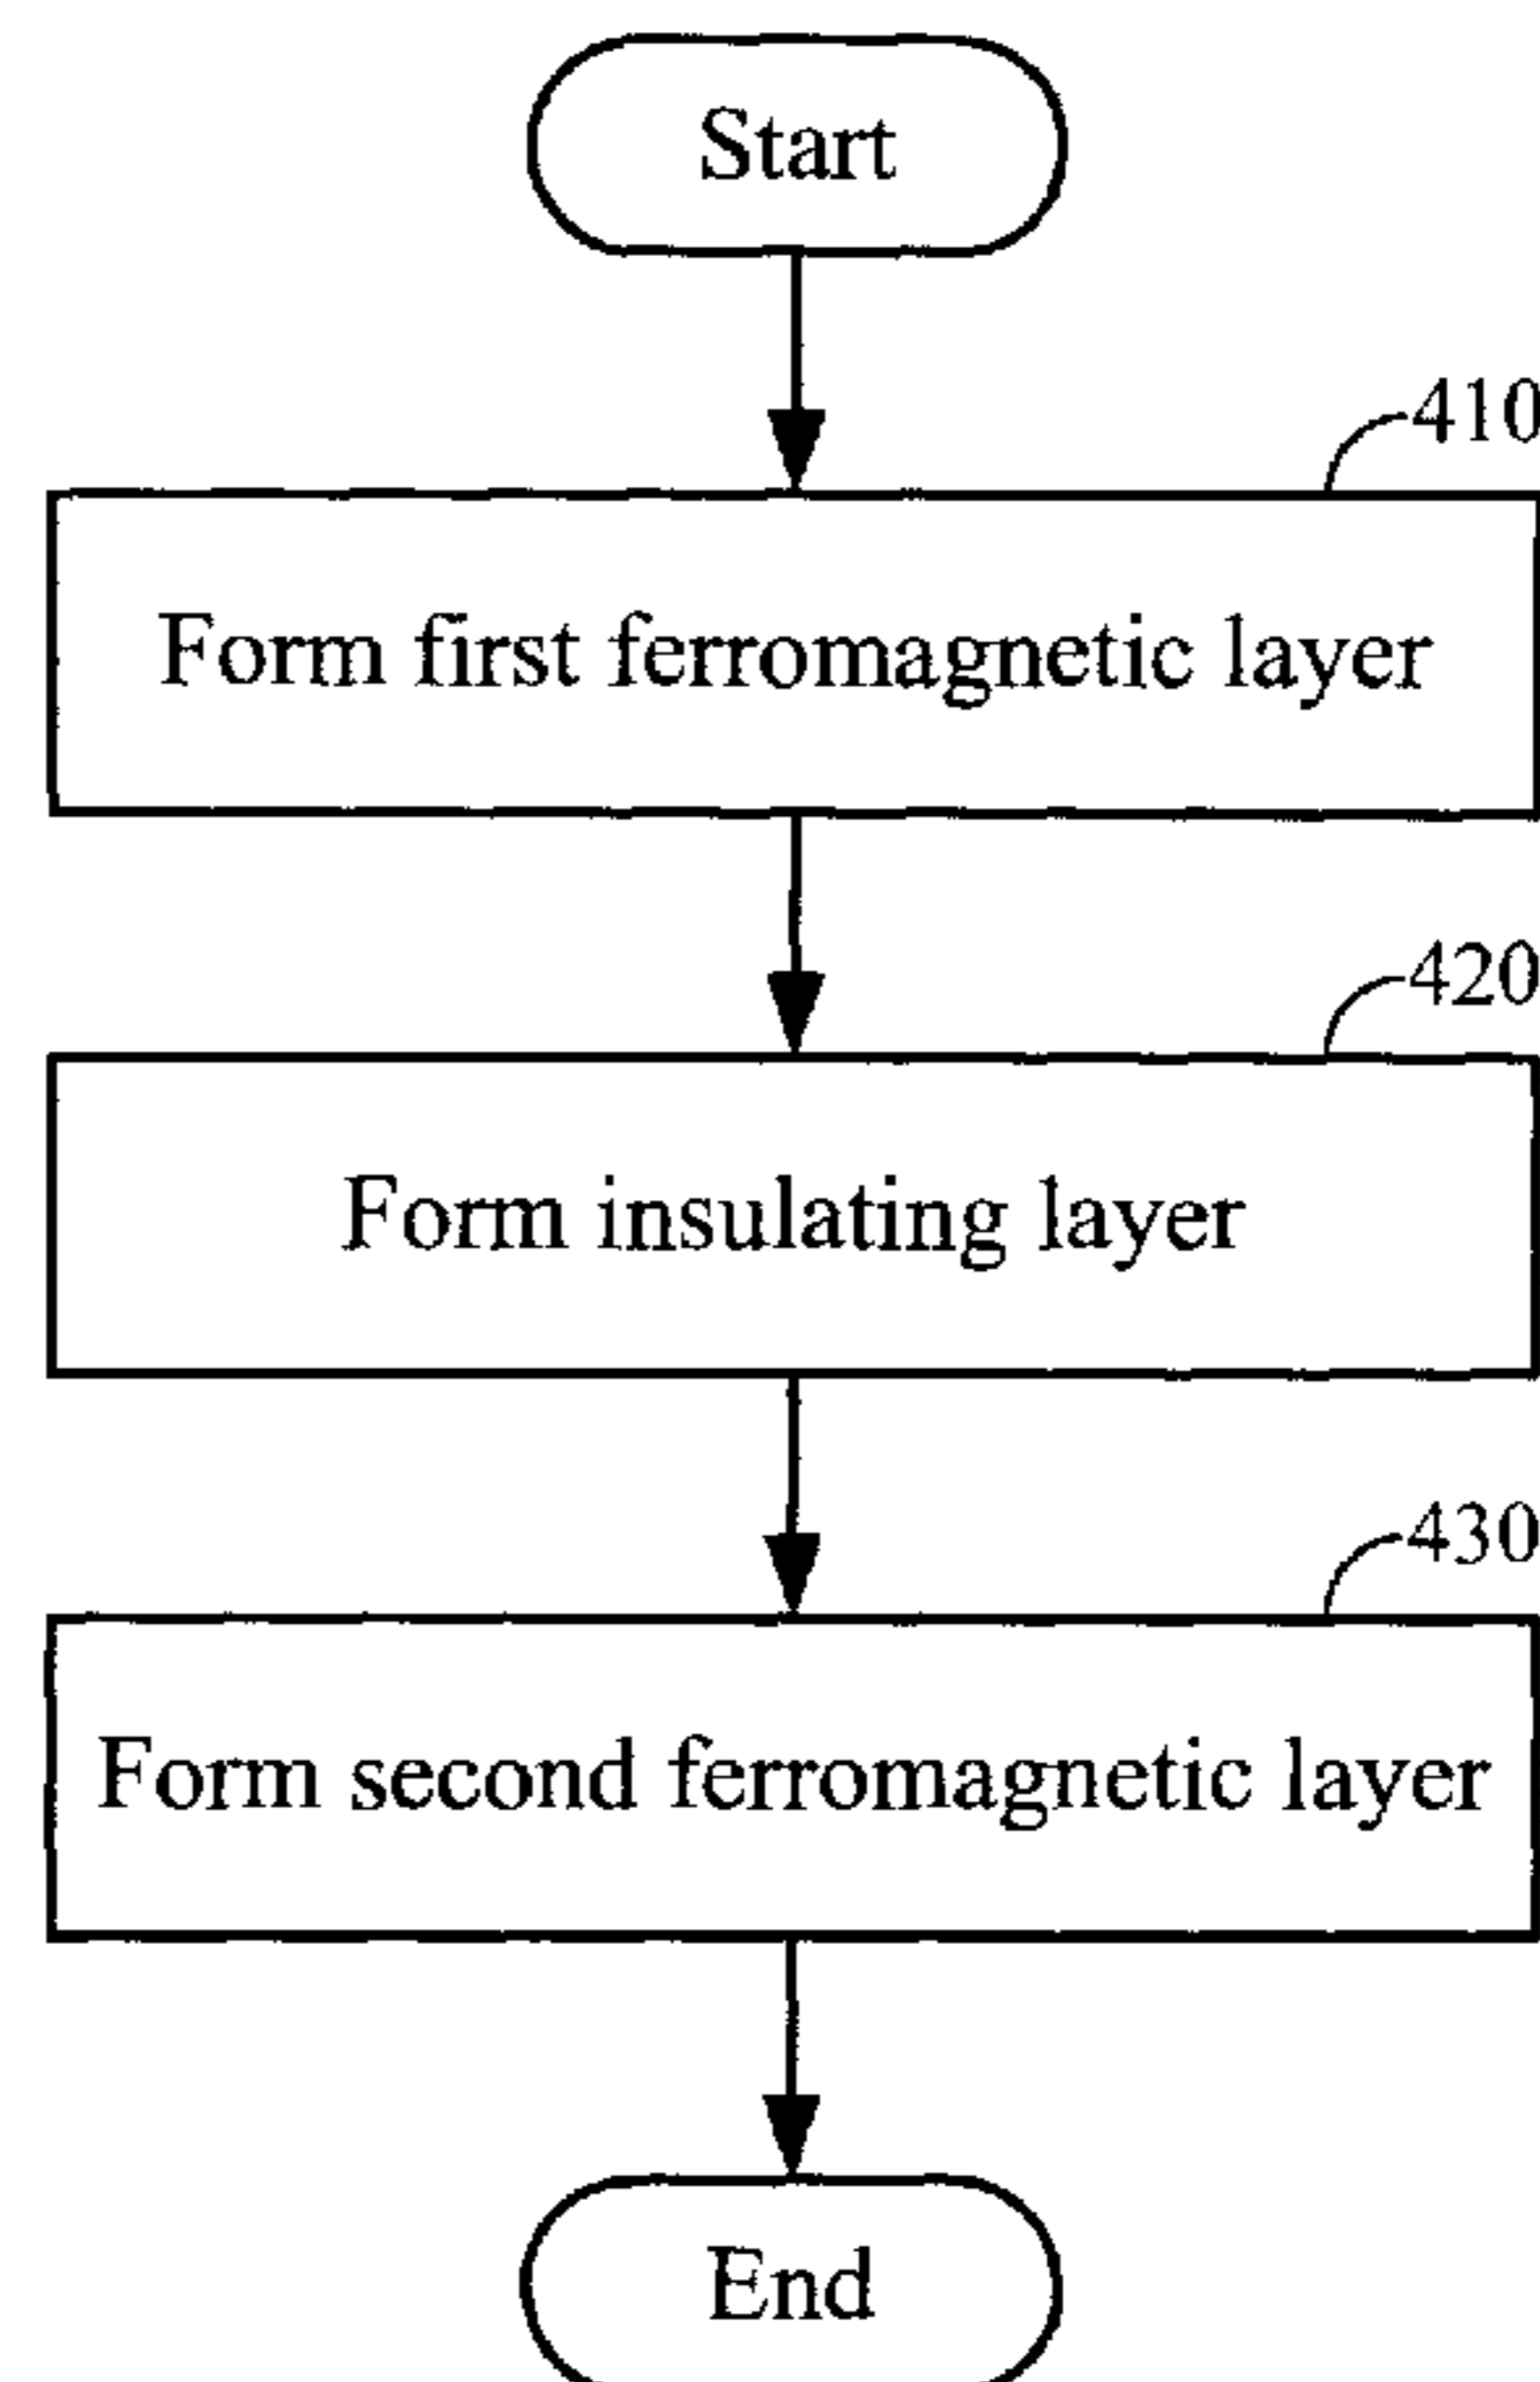 Start
410
Form first ferromagnetic layer
420
Form insulating layer
430
Form second ferromagnetic layer
End